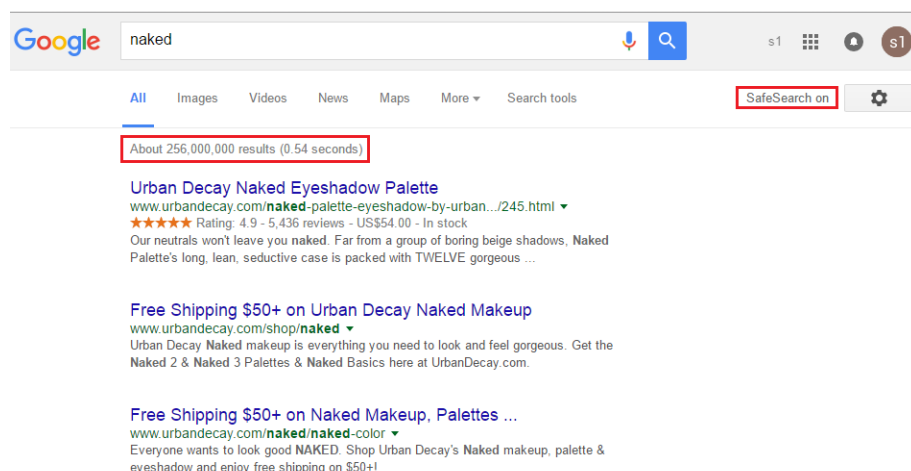 Google naked s1 s1
All Images Videos News Maps More Search tools SafeSearch on
About 256,000,000 results (0.54 seconds)
Urban Decay Naked Eyeshadow Palette
www.urbandecay.com/naked-palette-eyeshadow-by-urban.../245.html
Rating: 4.9 - 5,436 reviews - US$54.00 - In stock
Our neutrals won't leave you naked. Far from a group of boring beige shadows, Naked
Palette's long, lean, seductive case is packed with TWELVE gorgeous ...
Free Shipping $50+ on Urban Decay Naked Makeup
www.urbandecay.com/shop/naked
Urban Decay Naked makeup is everything you need to look and feel gorgeous. Get the
Naked 2 & Naked 3 Palettes & Naked Basics here at UrbanDecay.com.
Free Shipping $50+ on Naked Makeup, Palettes ...
www.urbandecay.com/naked/naked-color
Everyone wants to look good NAKED. Shop Urban Decay's Naked makeup, palette &
eyeshadow and enjoy free shipping on $50+!